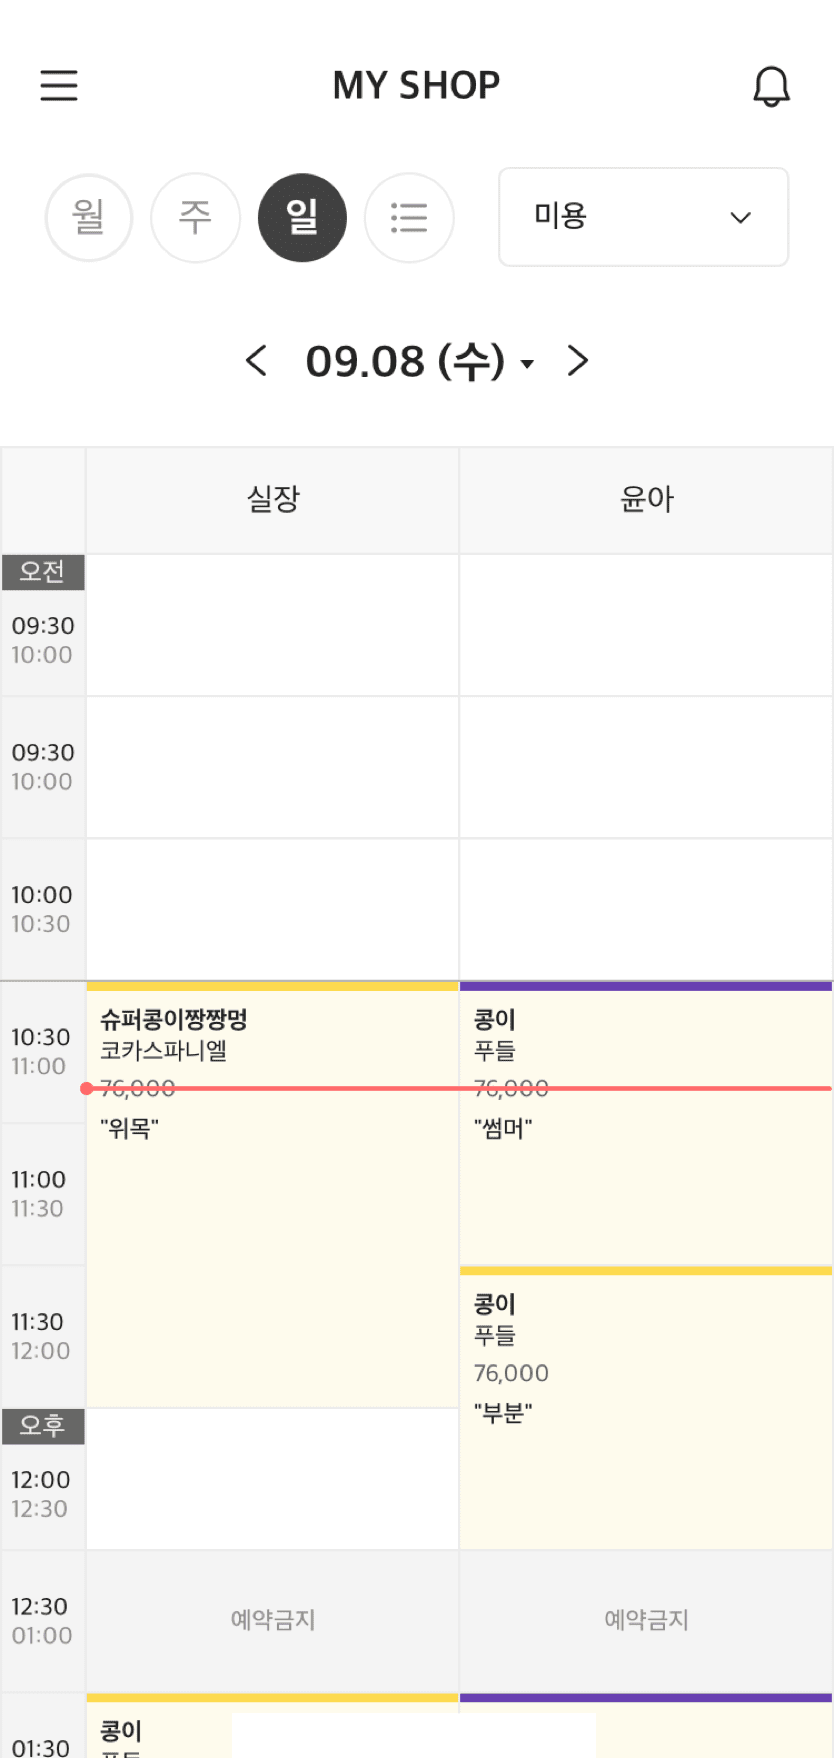 MY SHOP
월 주 일 미용
09.08 (수)
실장 윤아
오전
09:30
10:00
09:30
10:00
10:00
10:30
10:30
11:00
슈퍼콩이짱짱멍
코카스파니엘
76,000
"위목"
콩이
푸들
76,000
"썸머"
11:00
11:30
11:30
12:00
콩이
푸들
76,000
"부분"
오후
12:00
12:30
12:30
01:00
예약금지 예약금지
01:30
콩이